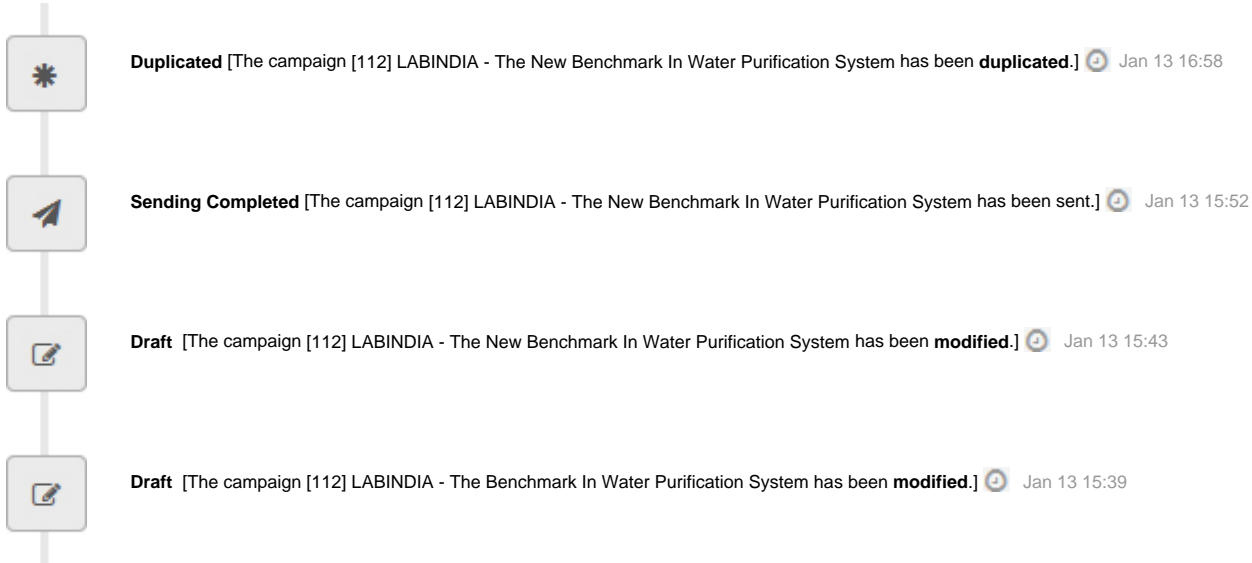 Duplicated [The campaign [112] LABINDIA - The New Benchmark In Water Purification System has been duplicated.] Jan 13 16:58
Sending Completed [The campaign [112] LABINDIA - The New Benchmark In Water Purification System has been sent.] Jan 13 15:52
Draft [The campaign [112] LABINDIA - The New Benchmark In Water Purification System has been modified.] Jan 13 15:43
Draft [The campaign [112] LABINDIA - The Benchmark In Water Purification System has been modified.] Jan 13 15:39